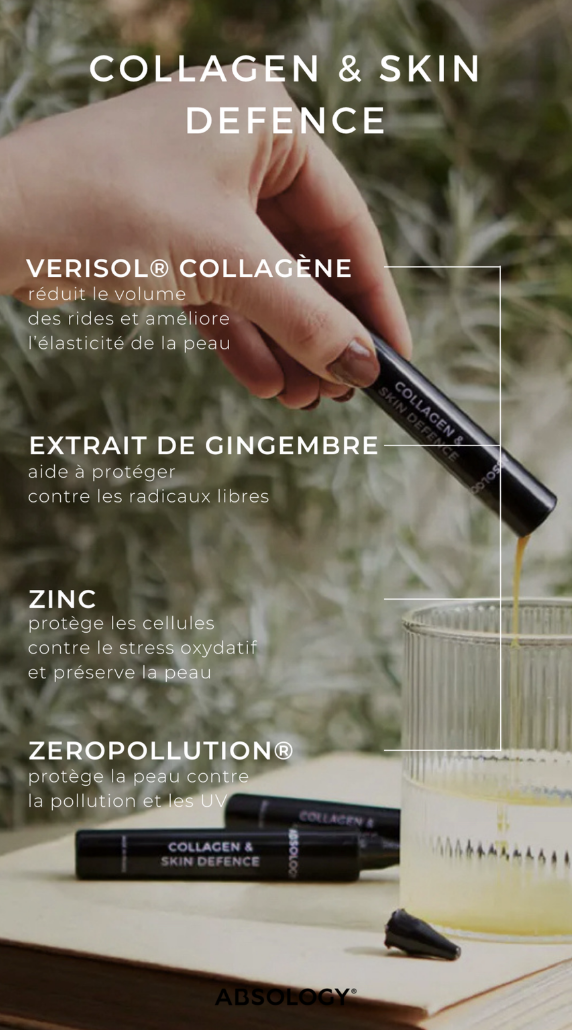 COLLAGEN & SKIN
DEFENCE
VERISOL® COLLAGÈNE
réduit le volume
des rides et améliore
l'élasticité de la peau
COLLAGEN &
SKIN DEFENCE
EXTRAIT DE GINGEMBRE
aide à protéger
contre les radicaux libres
ZINC
protège les cellules
contre le stress oxydatif
et préserve la peau
ZEROPOLLUTION®
protège la peau contre
la pollution et les UV
COLLAGEN &
COLLAGEN &
SKIN DEFENCE
ABSOLOGY®